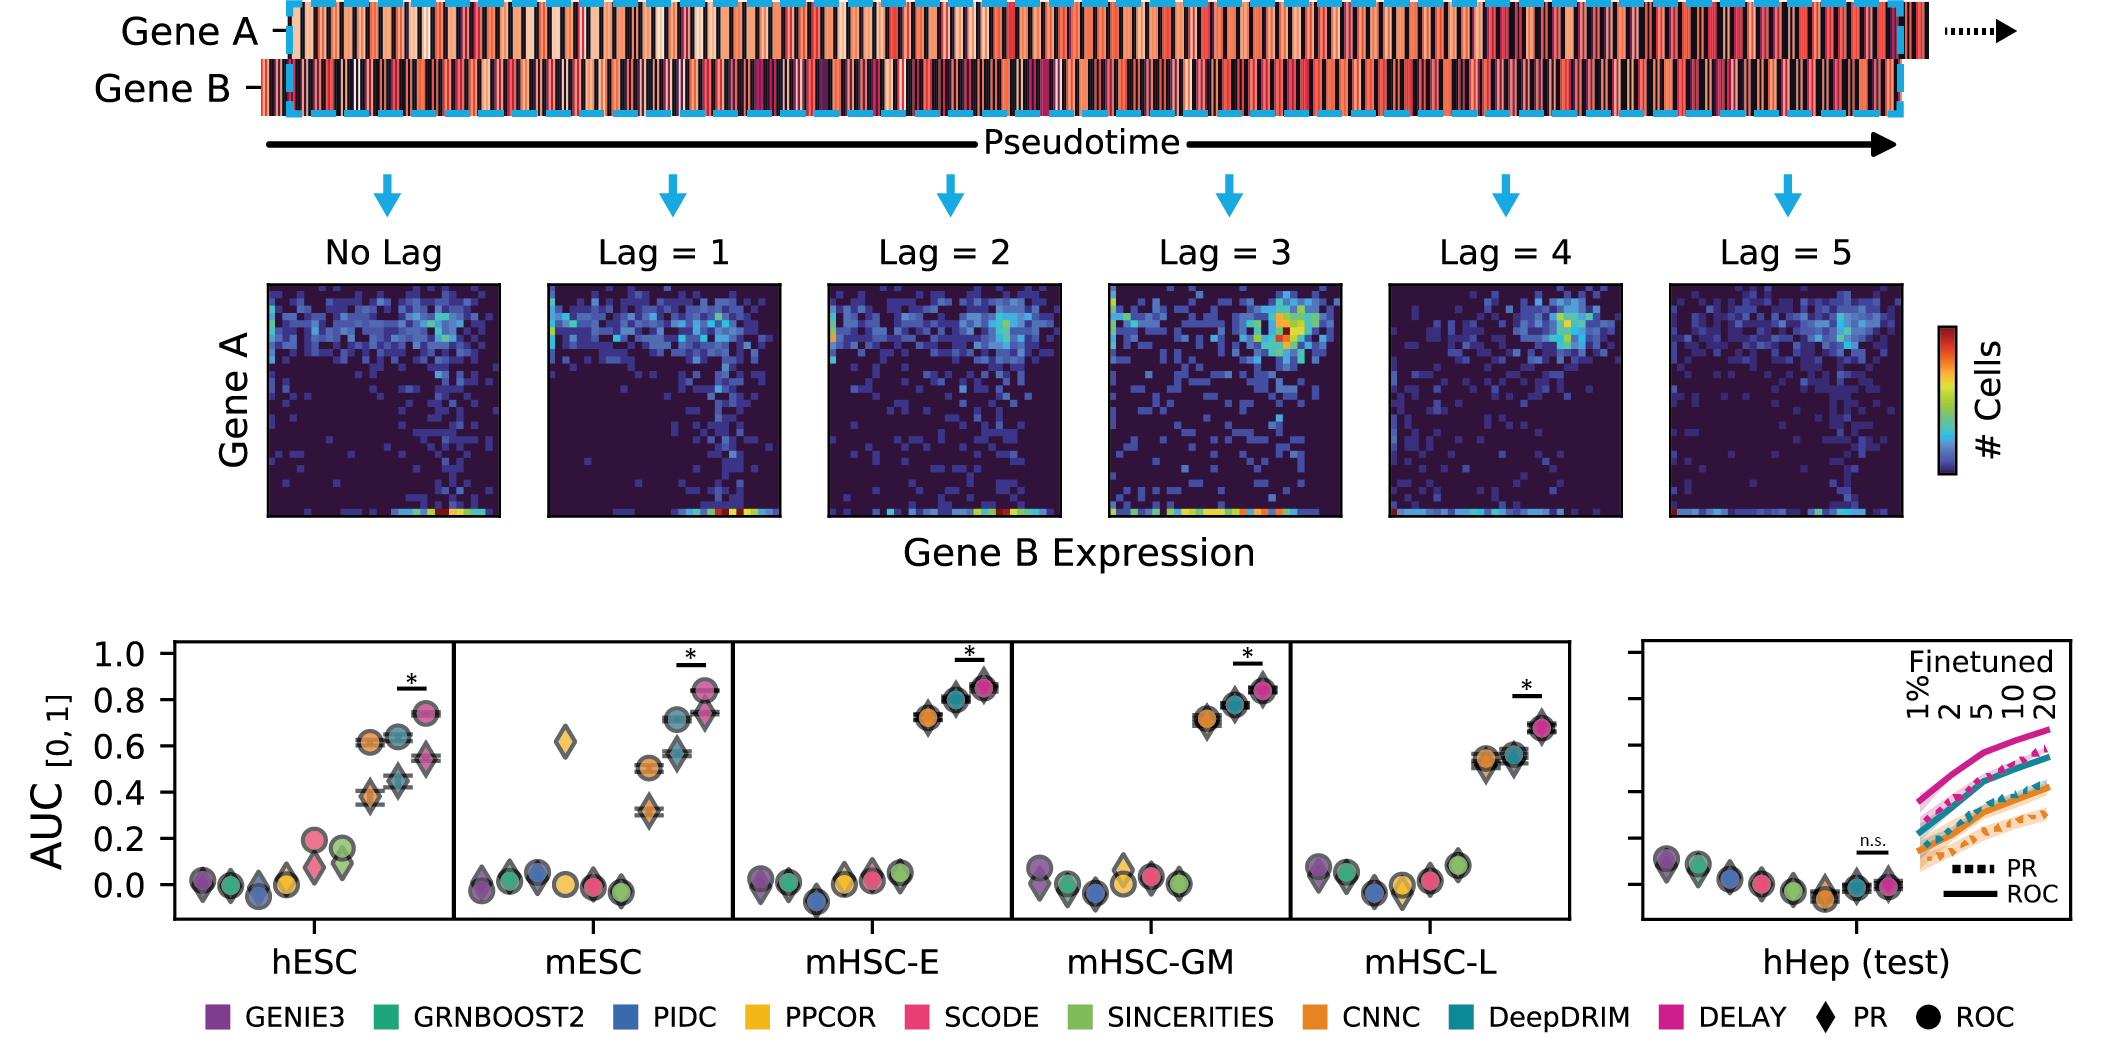 Gene A
Gene B
Pseudotime
No Lag
Lag = 1
Lag = 2
Lag = 3
Lag = 4
Lag = 5
Gene A
# Cells
Gene B Expression
AUC [0, 1]
1.0
0.8
0.6
0.4
0.2
0.0
*
*
*
*
*
n.s.
Finetuned
1% 2 5 10 20
PR
ROC
hESC
mESC
mHSC-E
mHSC-GM
mHSC-L
hHep (test)
GENIE3 GRNBOOST2 PIDC PPCOR SCODE SINCERITIES CNNC DeepDRIM DELAY PR ROC